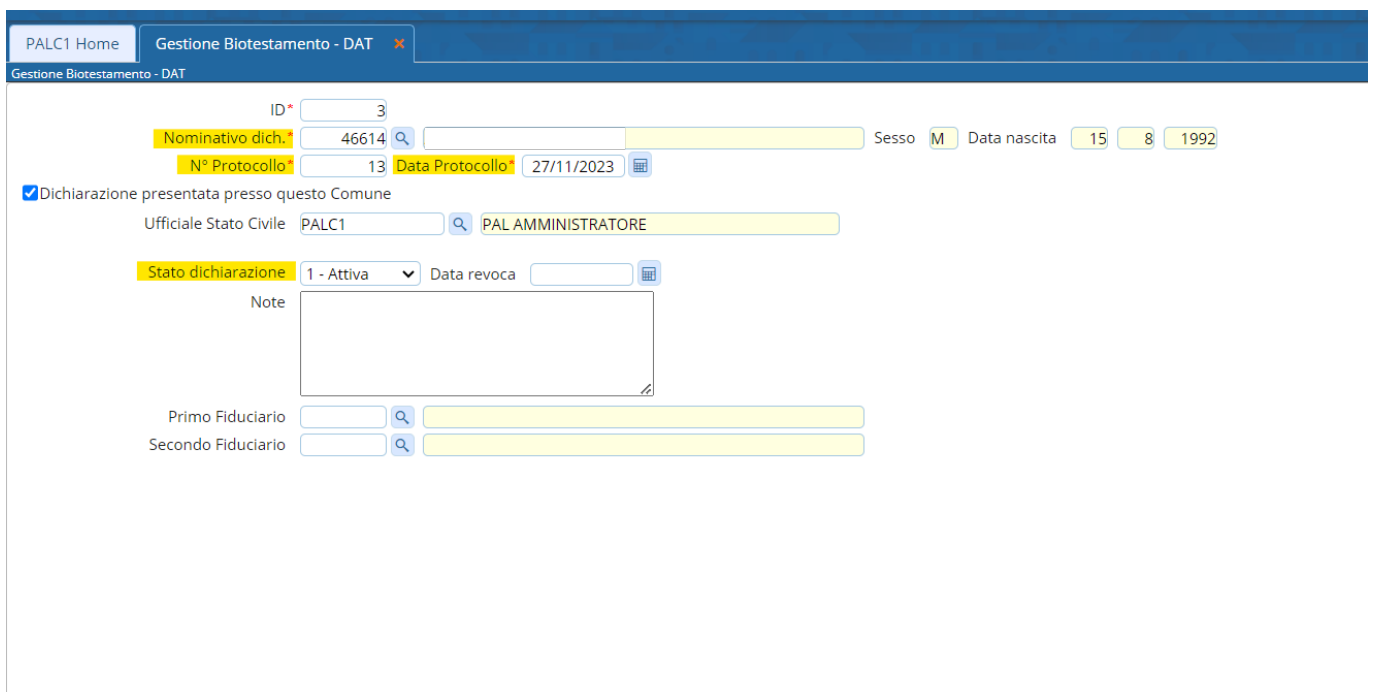 PALC1 Home Gestione Biotestamento - DAT ×
Gestione Biotestamento - DAT
ID* 3
Nominativo dich.* 46614 Sesso M Data nascita 15 8 1992
N° Protocollo* 13 Data Protocollo* 27/11/2023
Dichiarazione presentata presso questo Comune
Ufficiale Stato Civile PALC1 PAL AMMINISTRATORE
Stato dichiarazione 1 - Attiva Data revoca
Note
Primo Fiduciario
Secondo Fiduciario